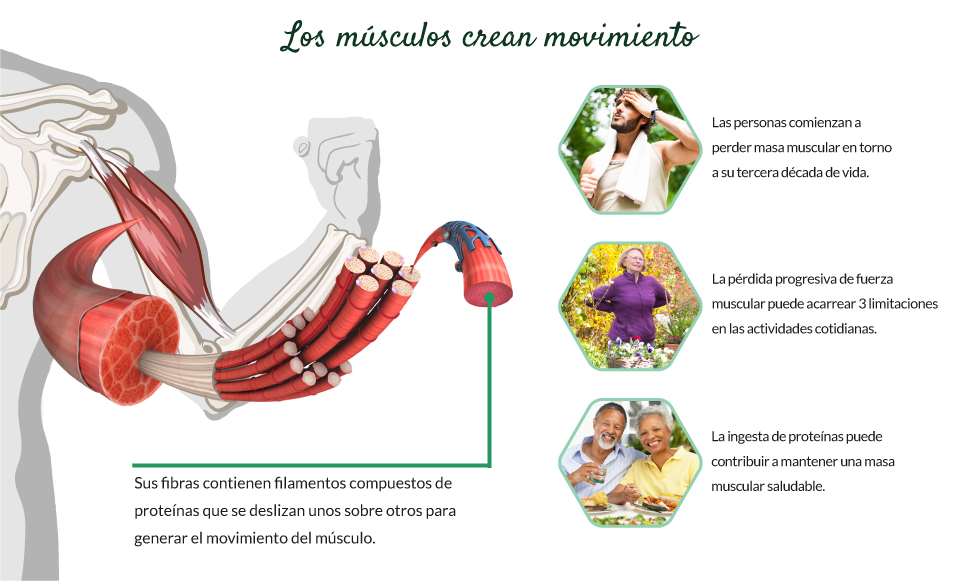 Los músculos crean movimiento
Las personas comienzan a
perder masa muscular en torno
a su tercera década de vida.
La pérdida progresiva de fuerza
muscular puede acarrear 3 limitaciones
en las actividades cotidianas.
La ingesta de proteínas puede
contribuir a mantener una masa
muscular saludable.
Sus fibras contienen filamentos compuestos de
proteínas que se deslizan unos sobre otros para
generar el movimiento del músculo.